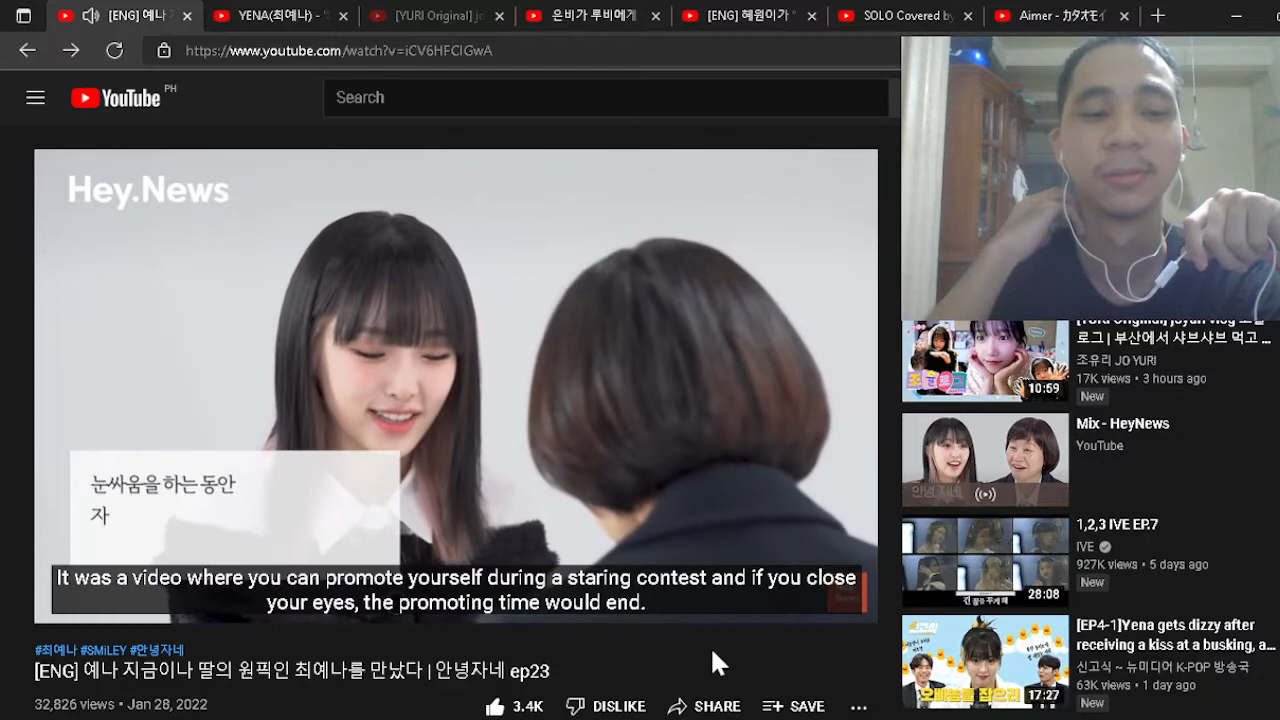 [ENG] 예나
YENA(최예나) - '
[YURI Original] jo
은비가 루비에게
[ENG] 혜원이가 "
SOLO Covered by
Aimer - カタオモイ
https://www.youtube.com/watch?v=iCV6HFCIGwA
YouTube PH
Search
Hey.News
눈싸움을 하는 동안
자
It was a video where you can promote yourself during a staring contest and if you close
your eyes, the promoting time would end.
#최예나 #SMiLEY #안녕자네
[ENG] 예나 지금이나 딸의 원픽인 최예나를 만났다 | 안녕자네 ep23
32,826 views • Jan 28, 2022
3.4K
DISLIKE
SHARE
SAVE
로그 | 부산에서 샤브샤브 먹고 ...
조유리 JO YURI
17K views • 3 hours ago
New
10:59
Mix - HeyNews
YouTube
안녕 자네
1,2,3 IVE EP.7
IVE
927K views • 5 days ago
New
28:08
[EP4-1]Yena gets dizzy after
receiving a kiss at a busking, a...
신고식 ~ 뉴미디어 K-POP 방송국
63K views • 1 day ago
New
17:27